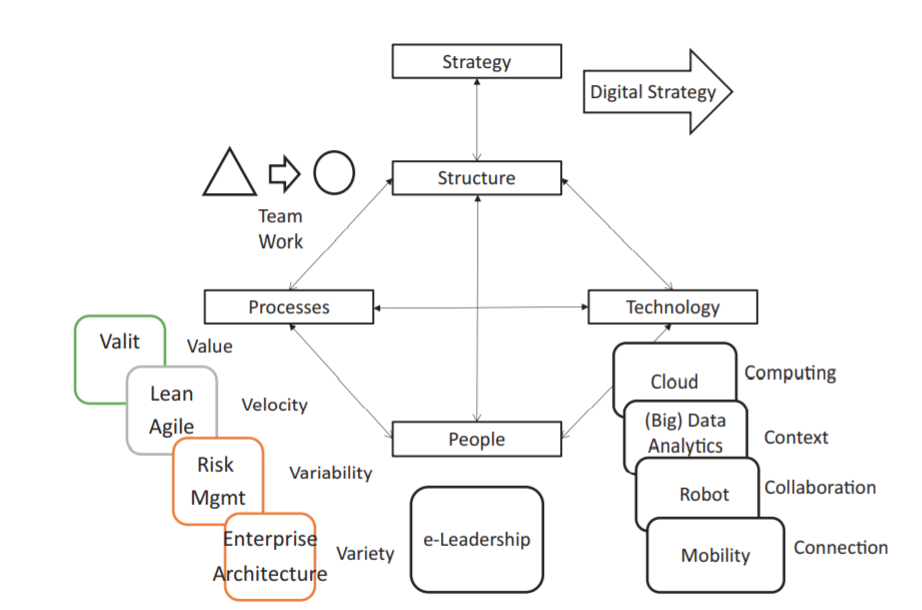 Strategy
Digital Strategy
Structure
Team
Work
Processes
Technology
Valit
Value
Lean
Agile
Velocity
Risk
Mgmt
Variability
Enterprise
Architecture
Variety
People
e-Leadership
Cloud
Computing
(Big) Data
Analytics
Context
Robot
Collaboration
Mobility
Connection